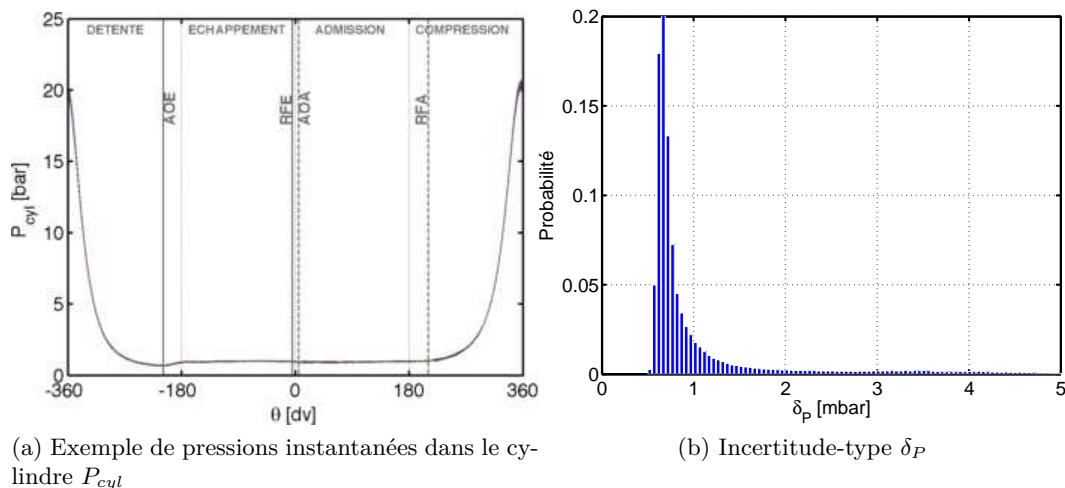 25
20
15
10
5
0
P_cyl [bar]
DETENTE
ECHAPPEMENT
ADMISSION
COMPRESSION
AOE
RFE
AOA
RFA
-360
-180
0
180
360
θ [dv]
(a) Exemple de pressions instantanées dans le cy-
lindre P_cyl
0.2
0.15
0.1
0.05
0
Probabilité
0
1
2
3
4
5
δ_P [mbar]
(b) Incertitude-type δ_P